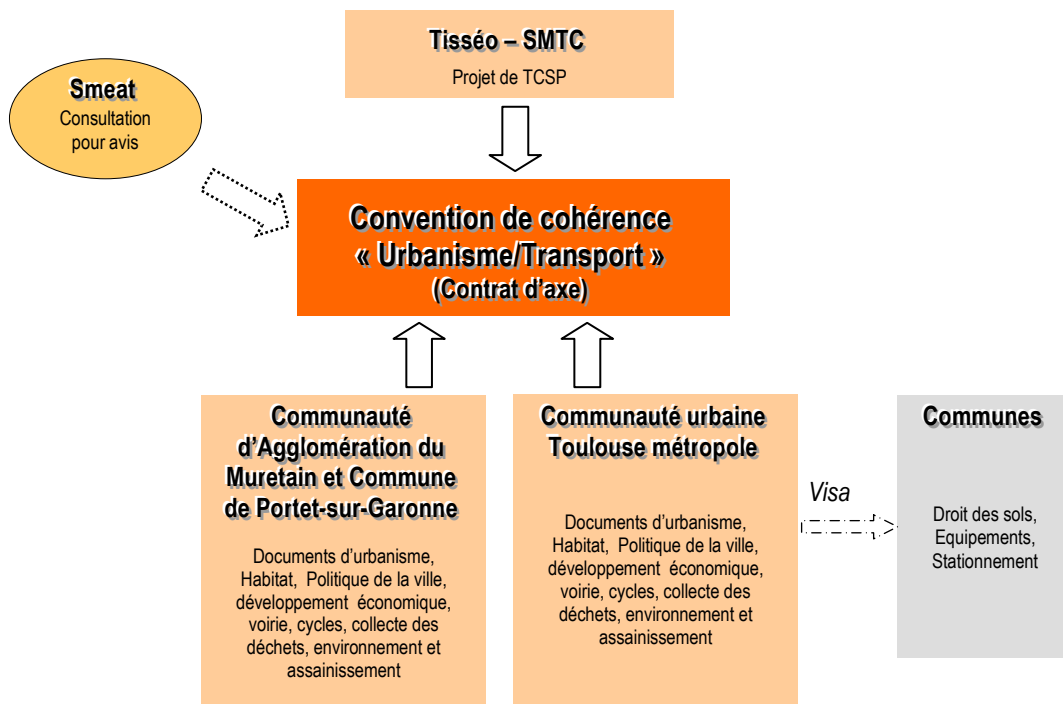 Tisséo – SMTC
Projet de TCSP
Smeat
Consultation
pour avis
Convention de cohérence
« Urbanisme/Transport »
(Contrat d'axe)
Communauté
d'Agglomération du
Muretain et Commune
de Portet-sur-Garonne
Documents d'urbanisme,
Habitat, Politique de la ville,
développement économique,
voirie, cycles, collecte des
déchets, environnement et
assainissement
Communauté urbaine
Toulouse métropole
Documents d'urbanisme,
Habitat, Politique de la ville,
développement économique,
voirie, cycles, collecte des
déchets, environnement et
assainissement
Visa
Communes
Droit des sols,
Equipements,
Stationnement